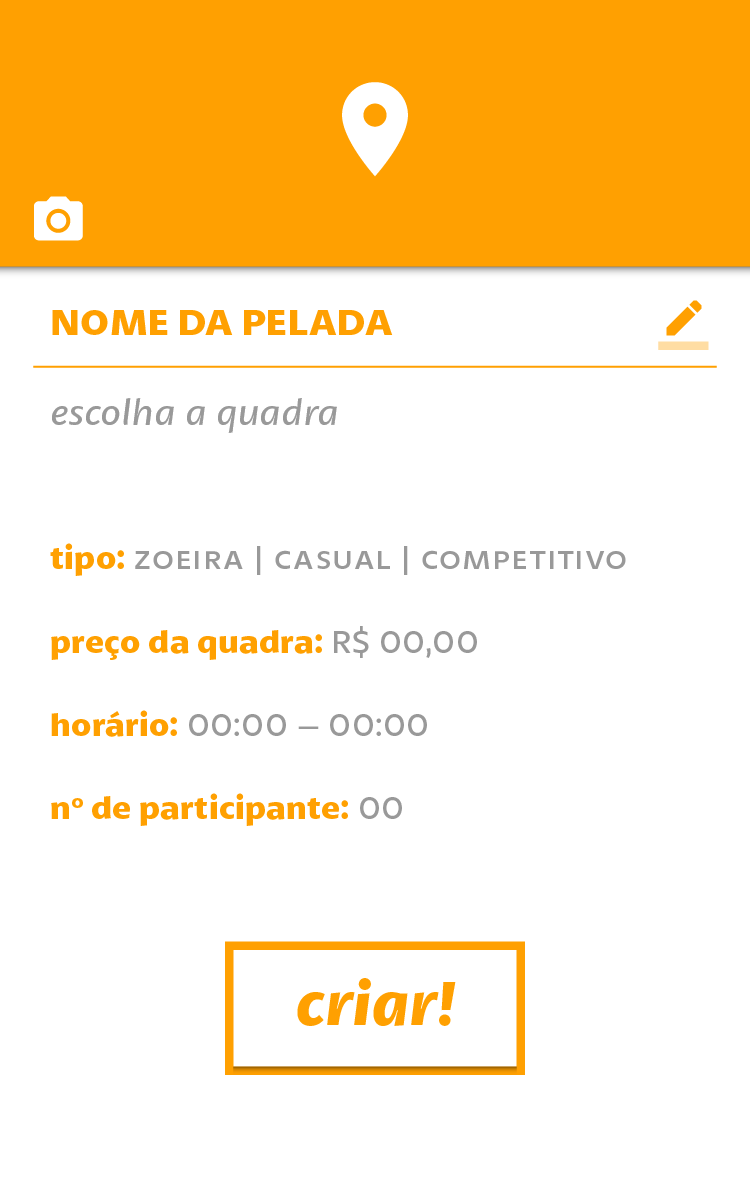 NOME DA PELADA
escolha a quadra
tipo: ZOEIRA | CASUAL | COMPETITIVO
preço da quadra: R$ 00,00
horário: 00:00 – 00:00
nº de participante: 00
criar!